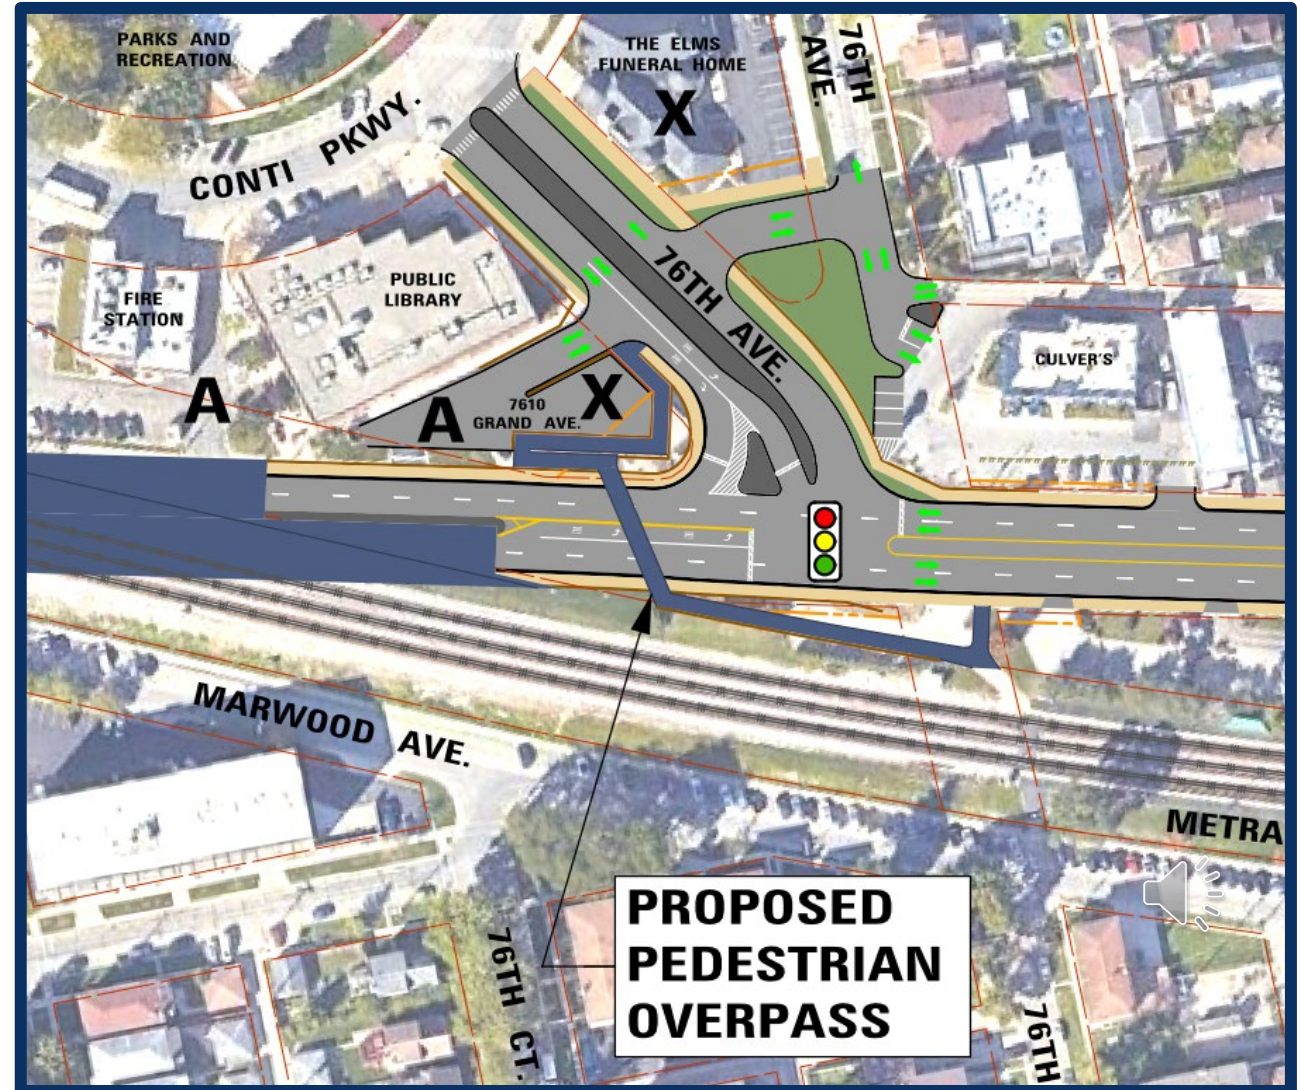 PARKS AND
RECREATION
THE ELMS
FUNERAL HOME
X
76TH
AVE.
CONTI PKWY.
76TH AVE.
PUBLIC
LIBRARY
FIRE
STATION
CULVER'S
A
A
7610
GRAND AVE.
X
MARWOOD AVE.
METRA
PROPOSED
PEDESTRIAN
OVERPASS
76TH CT.
76TH